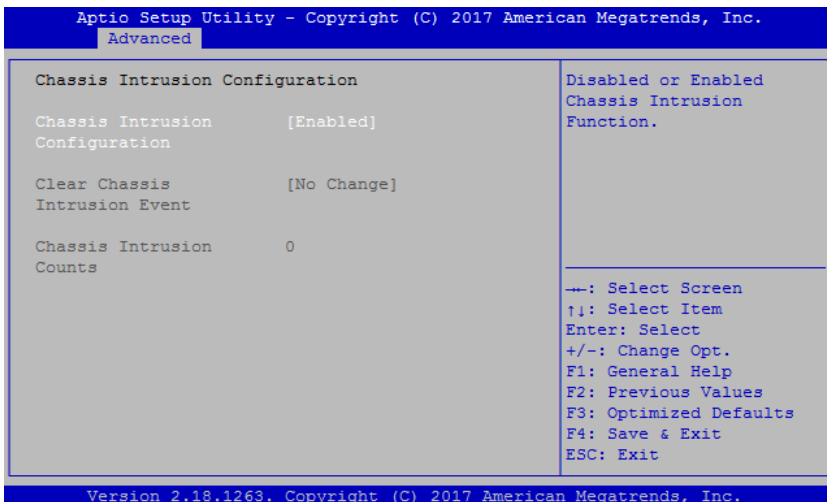 Aptio Setup Utility - Copyright (C) 2017 American Megatrends, Inc.
Advanced
Chassis Intrusion Configuration
Chassis Intrusion Configuration [Enabled]
Clear Chassis Intrusion Event [No Change]
Chassis Intrusion Counts 0
Disabled or Enabled
Chassis Intrusion
Function.
→←: Select Screen
↑↓: Select Item
Enter: Select
+/-: Change Opt.
F1: General Help
F2: Previous Values
F3: Optimized Defaults
F4: Save & Exit
ESC: Exit
Version 2.18.1263. Copyright (C) 2017 American Megatrends, Inc.